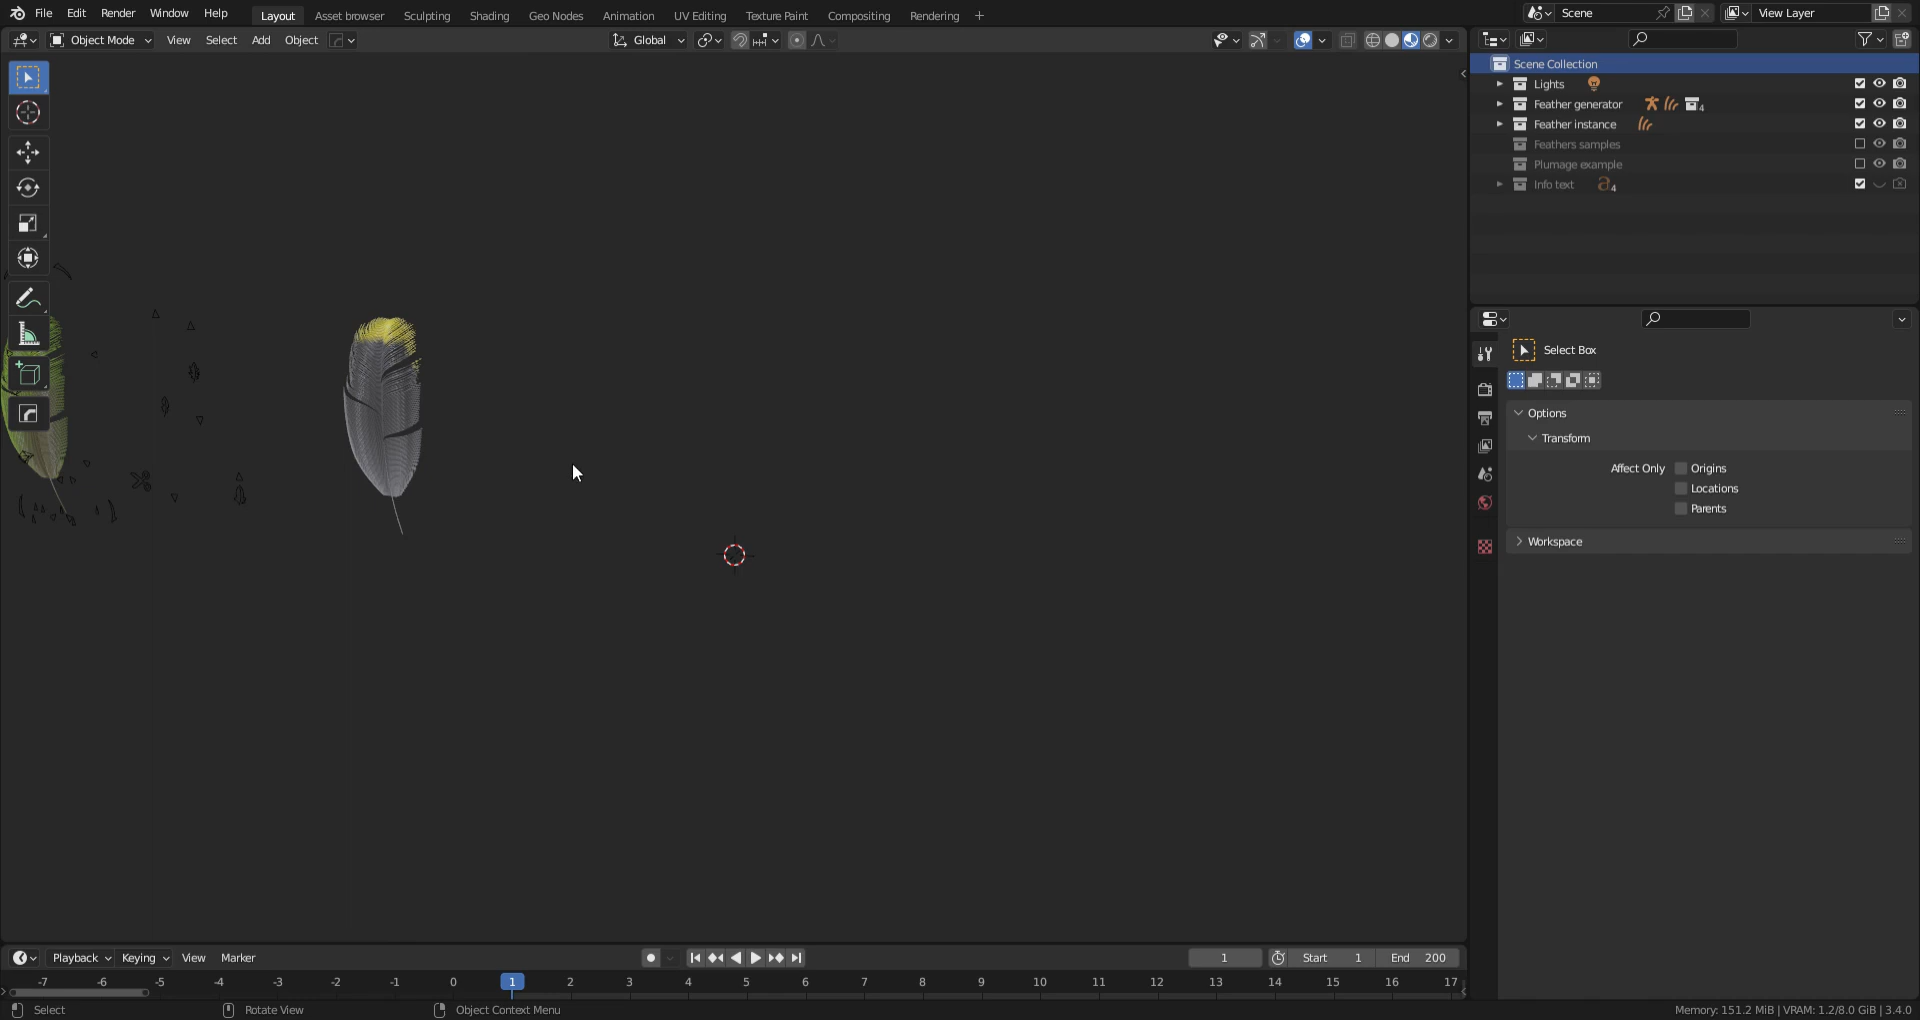 File Edit Render Window Help Layout Asset browser Sculpting Shading Geo Nodes Animation UV Editing Texture Paint Compositing Rendering + Scene View Layer
Object Mode View Select Add Object Global
Scene Collection
Lights
Feather generator 4
Feather instance
Feathers samples
Plumage example
Info text 4
Select Box
Options
Transform
Affect Only Origins
Locations
Parents
Workspace
Playback Keying View Marker 1 Start 1 End 200
-7 -6 -5 -4 -3 -2 -1 0 1 2 3 4 5 6 7 8 9 10 11 12 13 14 15 16 17
Select Rotate View Object Context Menu Memory: 151.2 MiB | VRAM: 1.2/8.0 GiB | 3.4.0